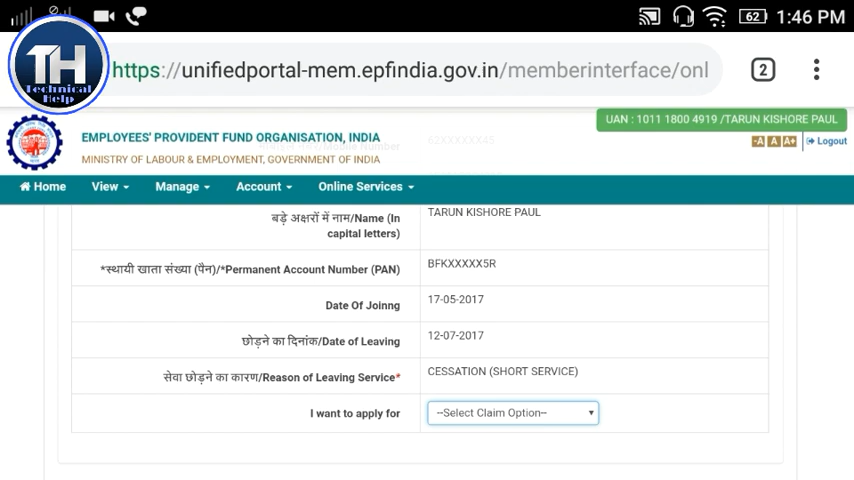 62 1:46 PM
TH
Technical
Help
https://unifiedportal-mem.epfindia.gov.in/memberinterface/onl
2
UAN : 1011 1800 4919 /TARUN KISHORE PAUL
EMPLOYEES' PROVIDENT FUND ORGANISATION, INDIA
MINISTRY OF LABOUR & EMPLOYMENT, GOVERNMENT OF INDIA
-A A A+ Logout
Mobile Number 62XXXXXX45
Home View Manage Account Online Services
बड़े अक्षरों में नाम/Name (In
capital letters)
TARUN KISHORE PAUL
*स्थायी खाता संख्या (पैन)/*Permanent Account Number (PAN) BFKXXXXX5R
Date Of Joinng 17-05-2017
छोड़ने का दिनांक/Date of Leaving 12-07-2017
सेवा छोड़ने का कारण/Reason of Leaving Service* CESSATION (SHORT SERVICE)
I want to apply for --Select Claim Option--